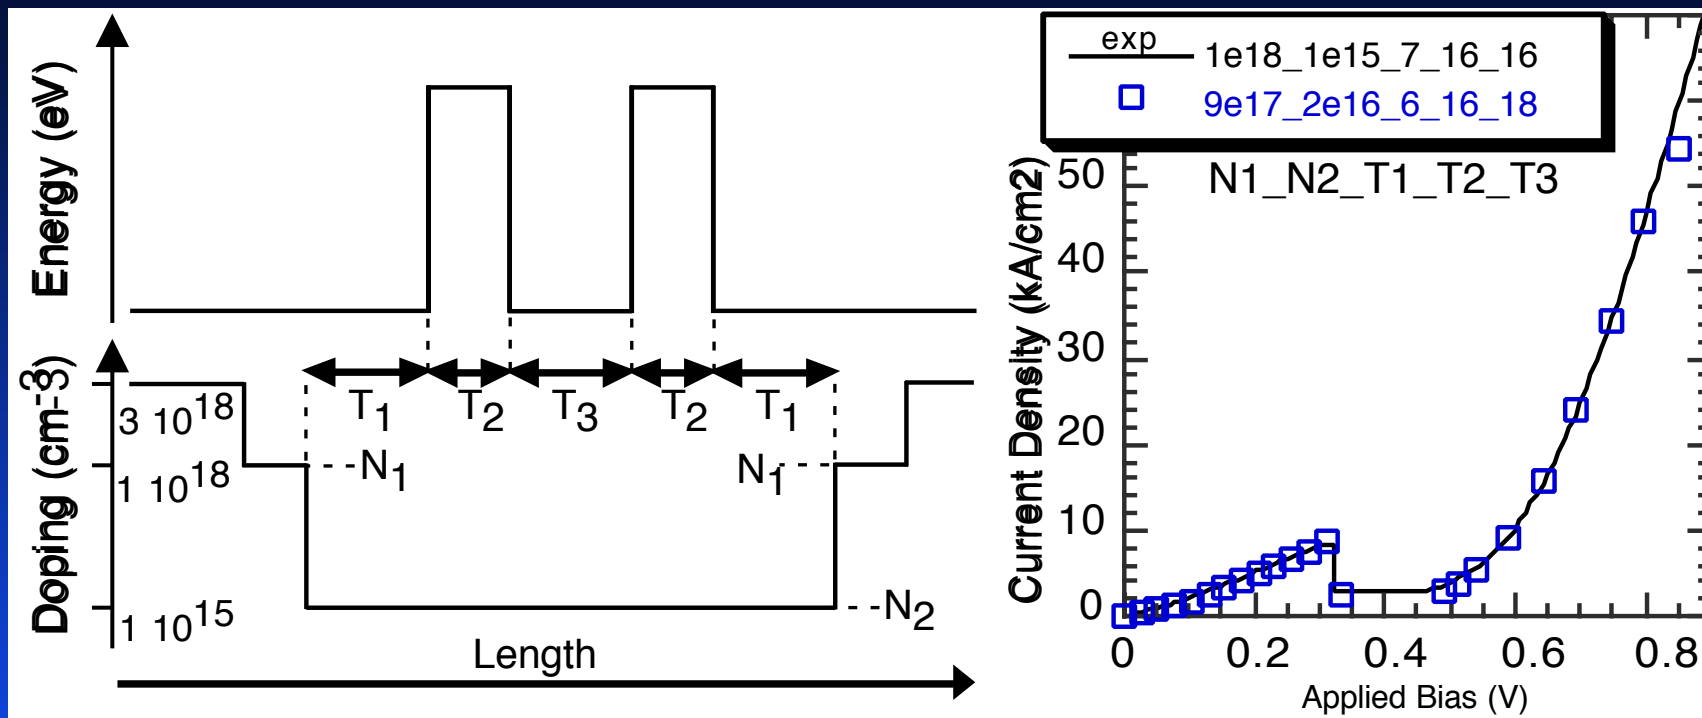 Energy (eV)
Doping (cm-3)
3 10^18
1 10^18
1 10^15
T1
T2
T3
T2
T1
N1
N1
N2
Length
exp
1e18_1e15_7_16_16
9e17_2e16_6_16_18
N1_N2_T1_T2_T3
Current Density (kA/cm2)
50
40
30
20
10
0
0 0.2 0.4 0.6 0.8
Applied Bias (V)